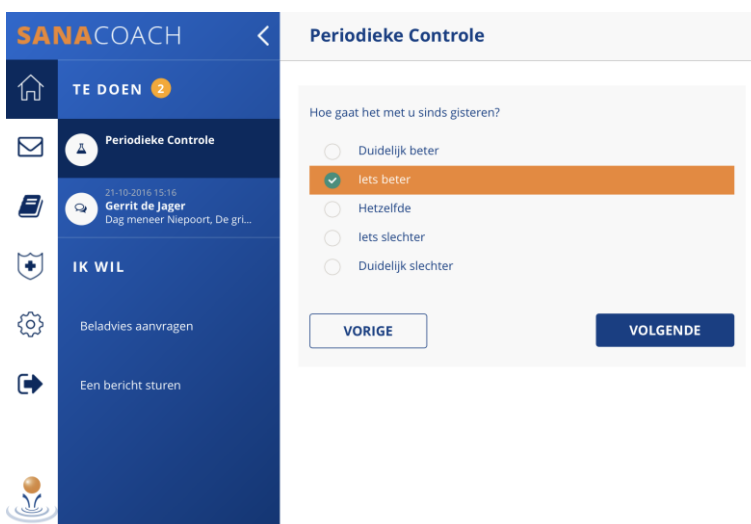 SANACOACH
TE DOEN 2
Periodieke Controle
21-10-2016 15:16
Gerrit de Jager
Dag meneer Niepoort, De gri...
IK WIL
Beladvies aanvragen
Een bericht sturen
Periodieke Controle
Hoe gaat het met u sinds gisteren?
Duidelijk beter
Iets beter
Hetzelfde
Iets slechter
Duidelijk slechter
VORIGE
VOLGENDE